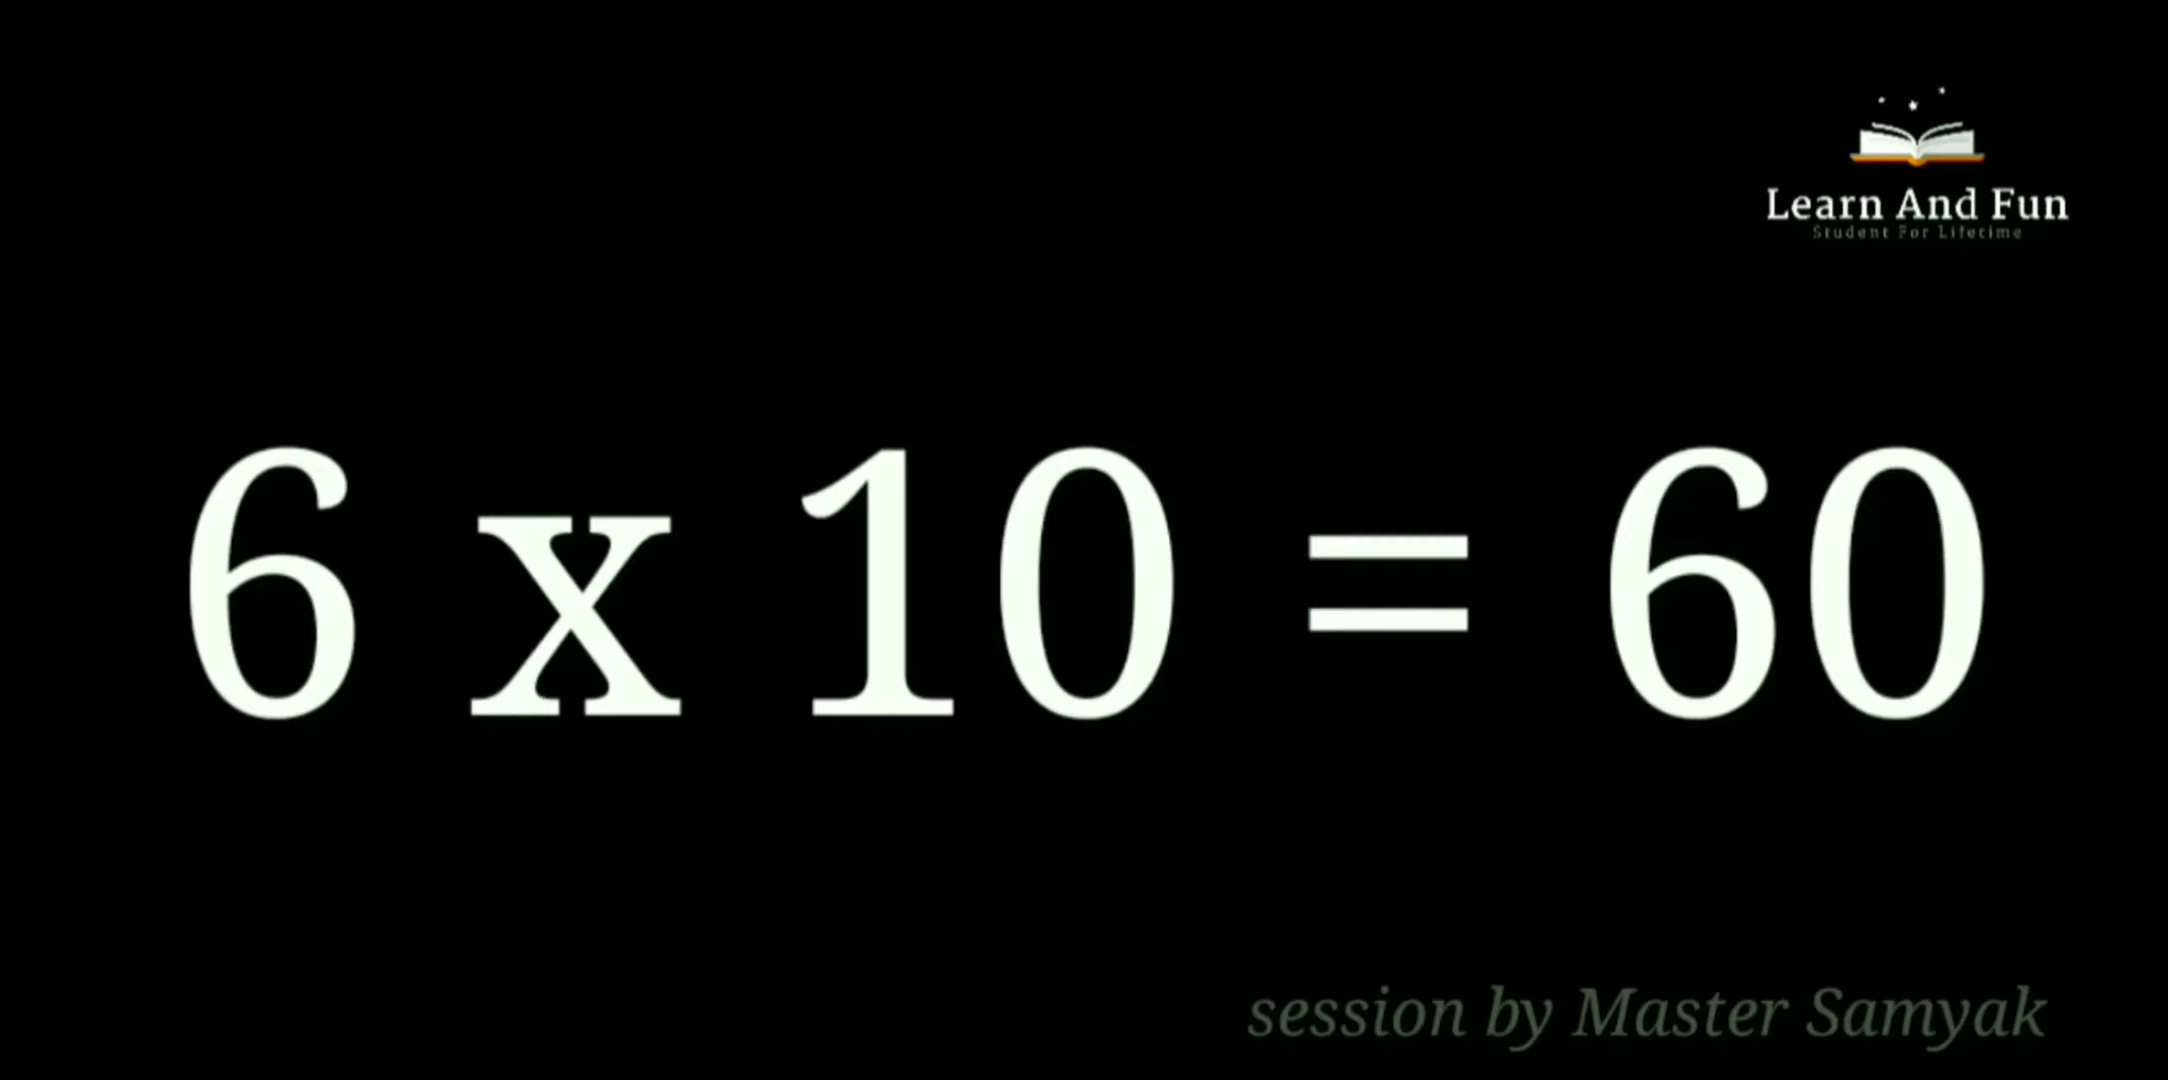 Learn And Fun
Student For Lifetime
6 x 10 = 60
session by Master Samyak